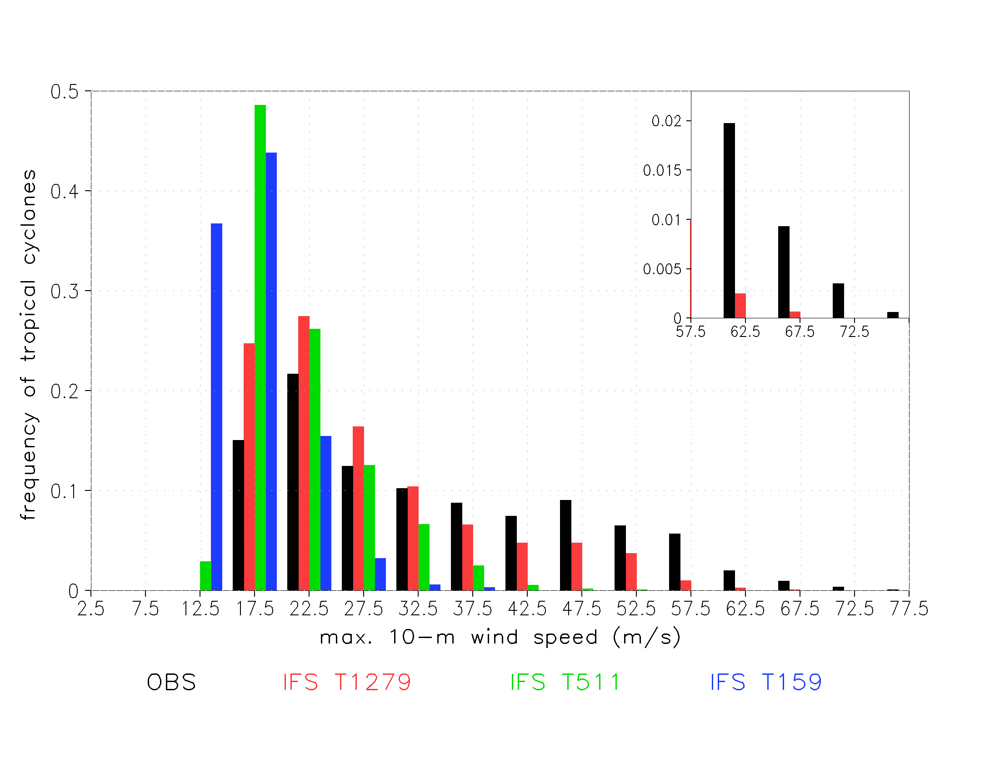 frequency of tropical cyclones
0.5
0.4
0.3
0.2
0.1
0
0.02
0.015
0.01
0.005
0
57.5 62.5 67.5 72.5
2.5 7.5 12.5 17.5 22.5 27.5 32.5 37.5 42.5 47.5 52.5 57.5 62.5 67.5 72.5 77.5
max. 10-m wind speed (m/s)
OBS IFS T1279 IFS T511 IFS T159